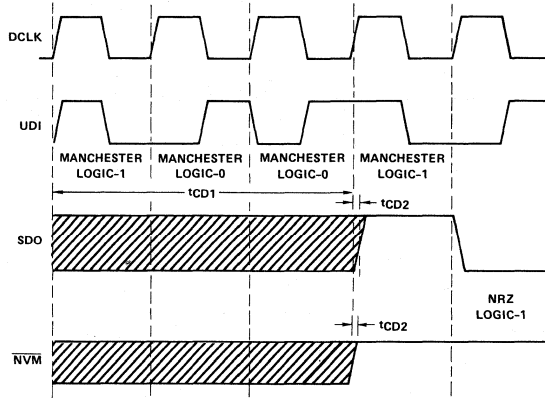 DCLK
UDI
MANCHESTER LOGIC-1
MANCHESTER LOGIC-0
MANCHESTER LOGIC-0
MANCHESTER LOGIC-1
tCD1
tCD2
SDO
NRZ
LOGIC-1
tCD2
NVM